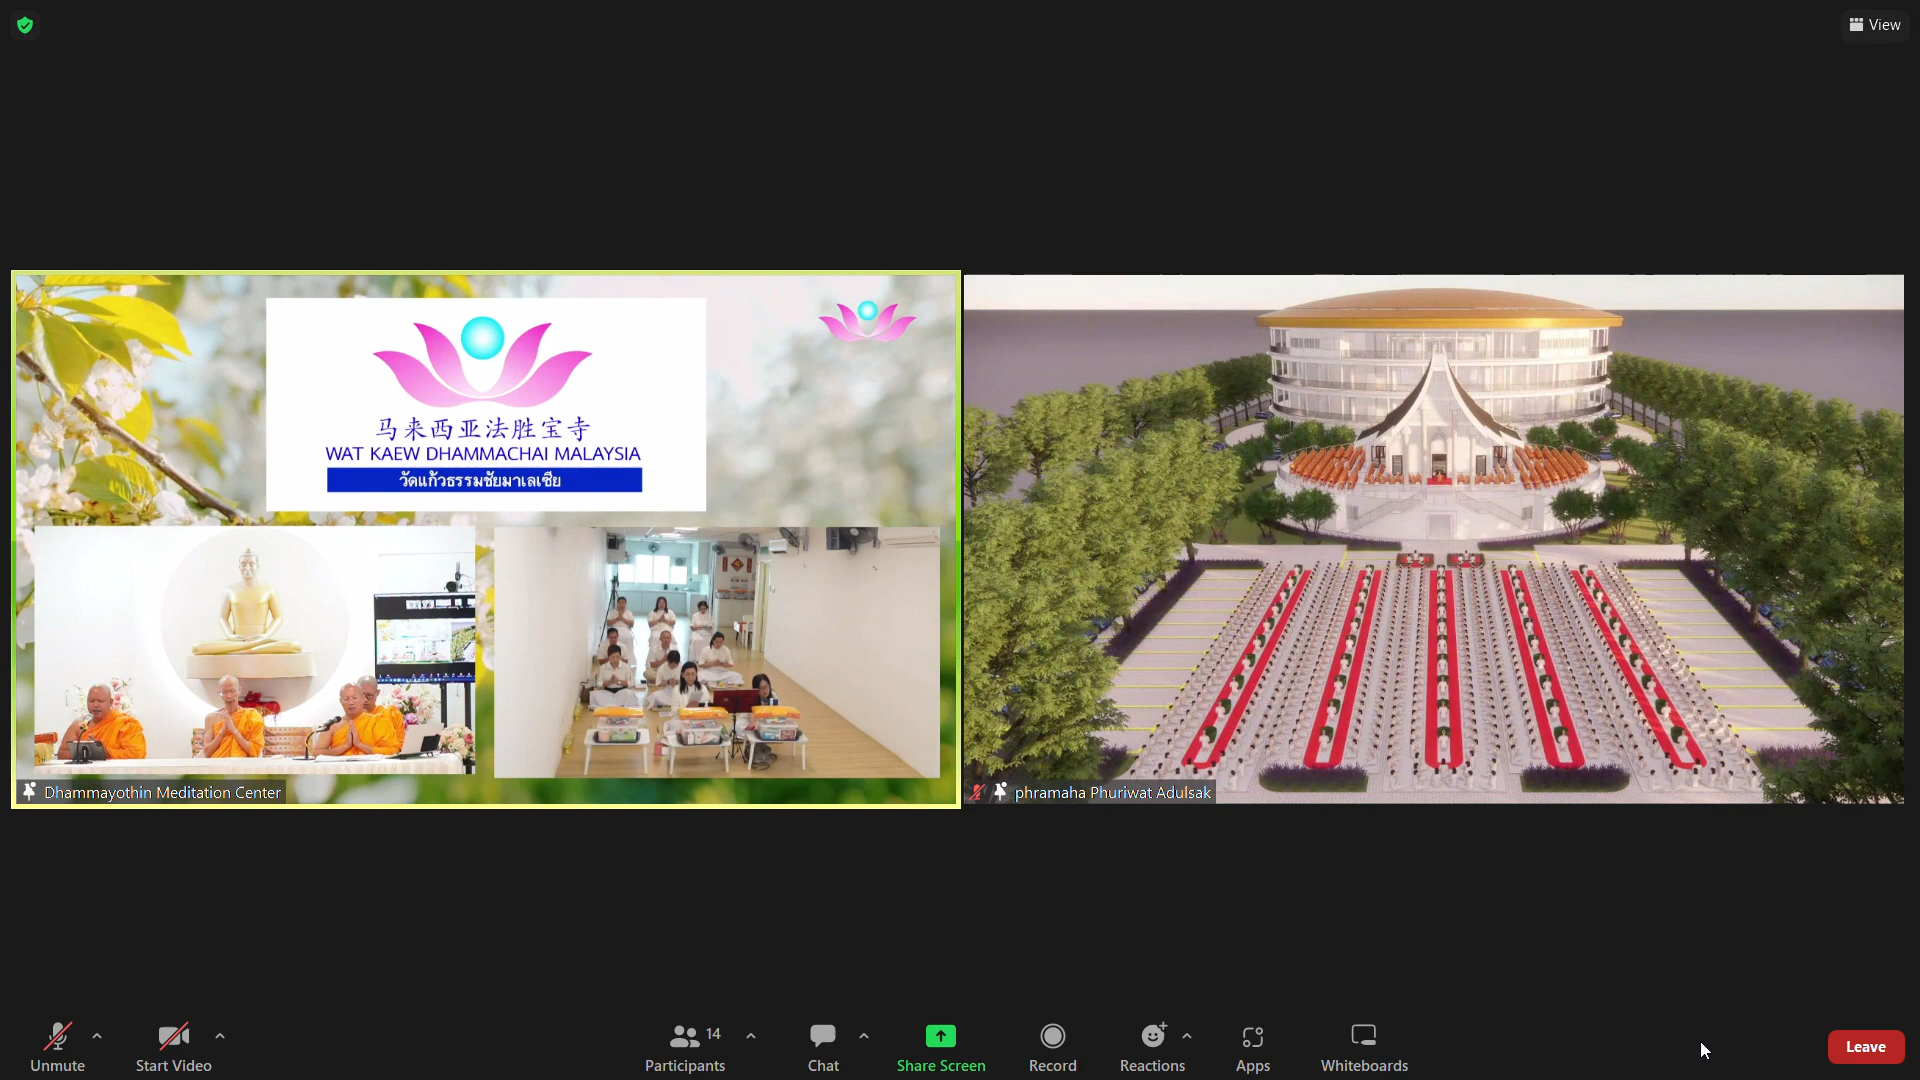 View
马来西亚法胜宝寺
WAT KAEW DHAMMACHAI MALAYSIA
วัดแก้วธรรมชัยมาเลเซีย
Dhammayothin Meditation Center
phramaha Phuriwat Adulsak
Unmute
Start Video
14
Participants
Chat
Share Screen
Record
Reactions
Apps
Whiteboards
Leave